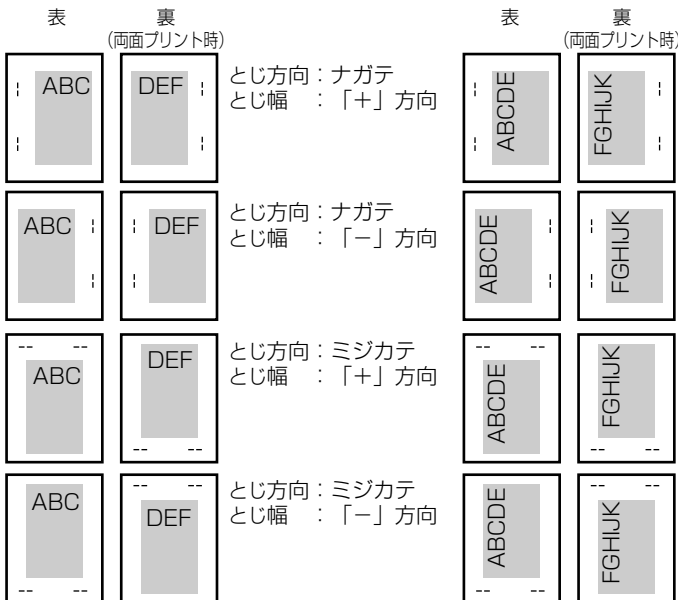 表 裏 表 裏
(両面プリント時) (両面プリント時)
ABC DEF とじ方向：ナガテ ABCDE FGHIJK
とじ幅　：「＋」方向
ABC DEF とじ方向：ナガテ ABCDE FGHIJK
とじ幅　：「－」方向
ABC DEF とじ方向：ミジカテ ABCDE FGHIJK
とじ幅　：「＋」方向
ABC DEF とじ方向：ミジカテ ABCDE FGHIJK
とじ幅　：「－」方向